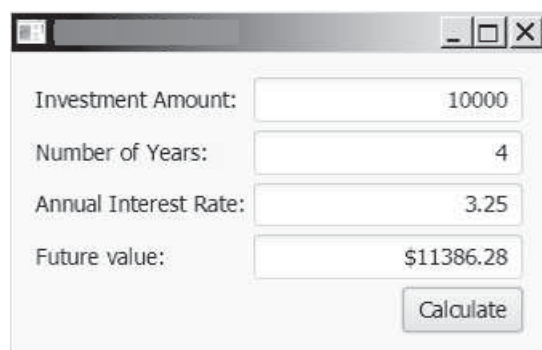 Investment Amount: 10000
Number of Years: 4
Annual Interest Rate: 3.25
Future value: $11386.28
Calculate